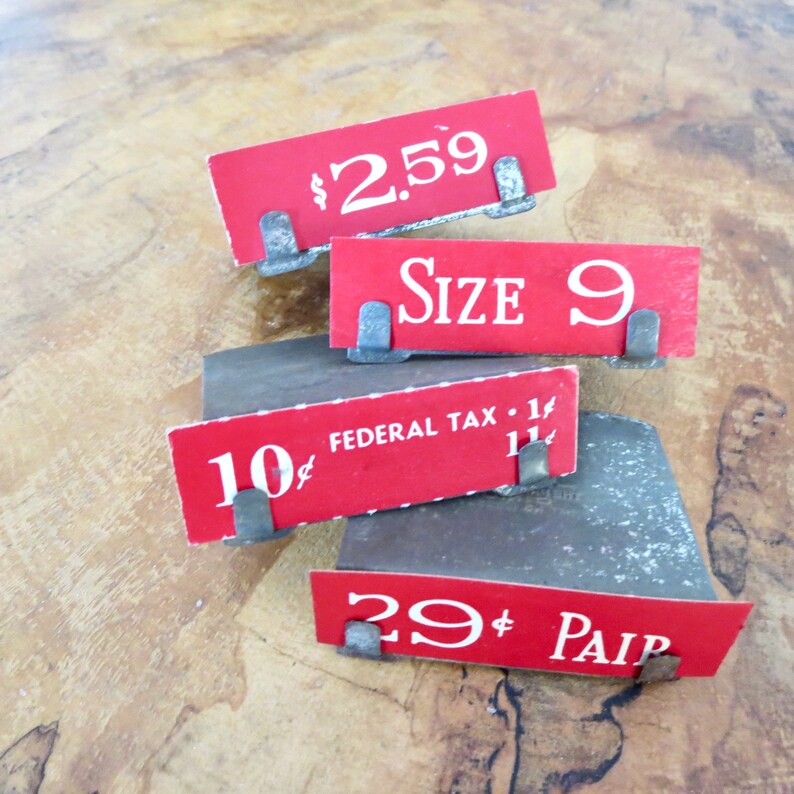 $2.59
SIZE 9
10¢ FEDERAL TAX • 1¢
11¢
29¢ PAIR